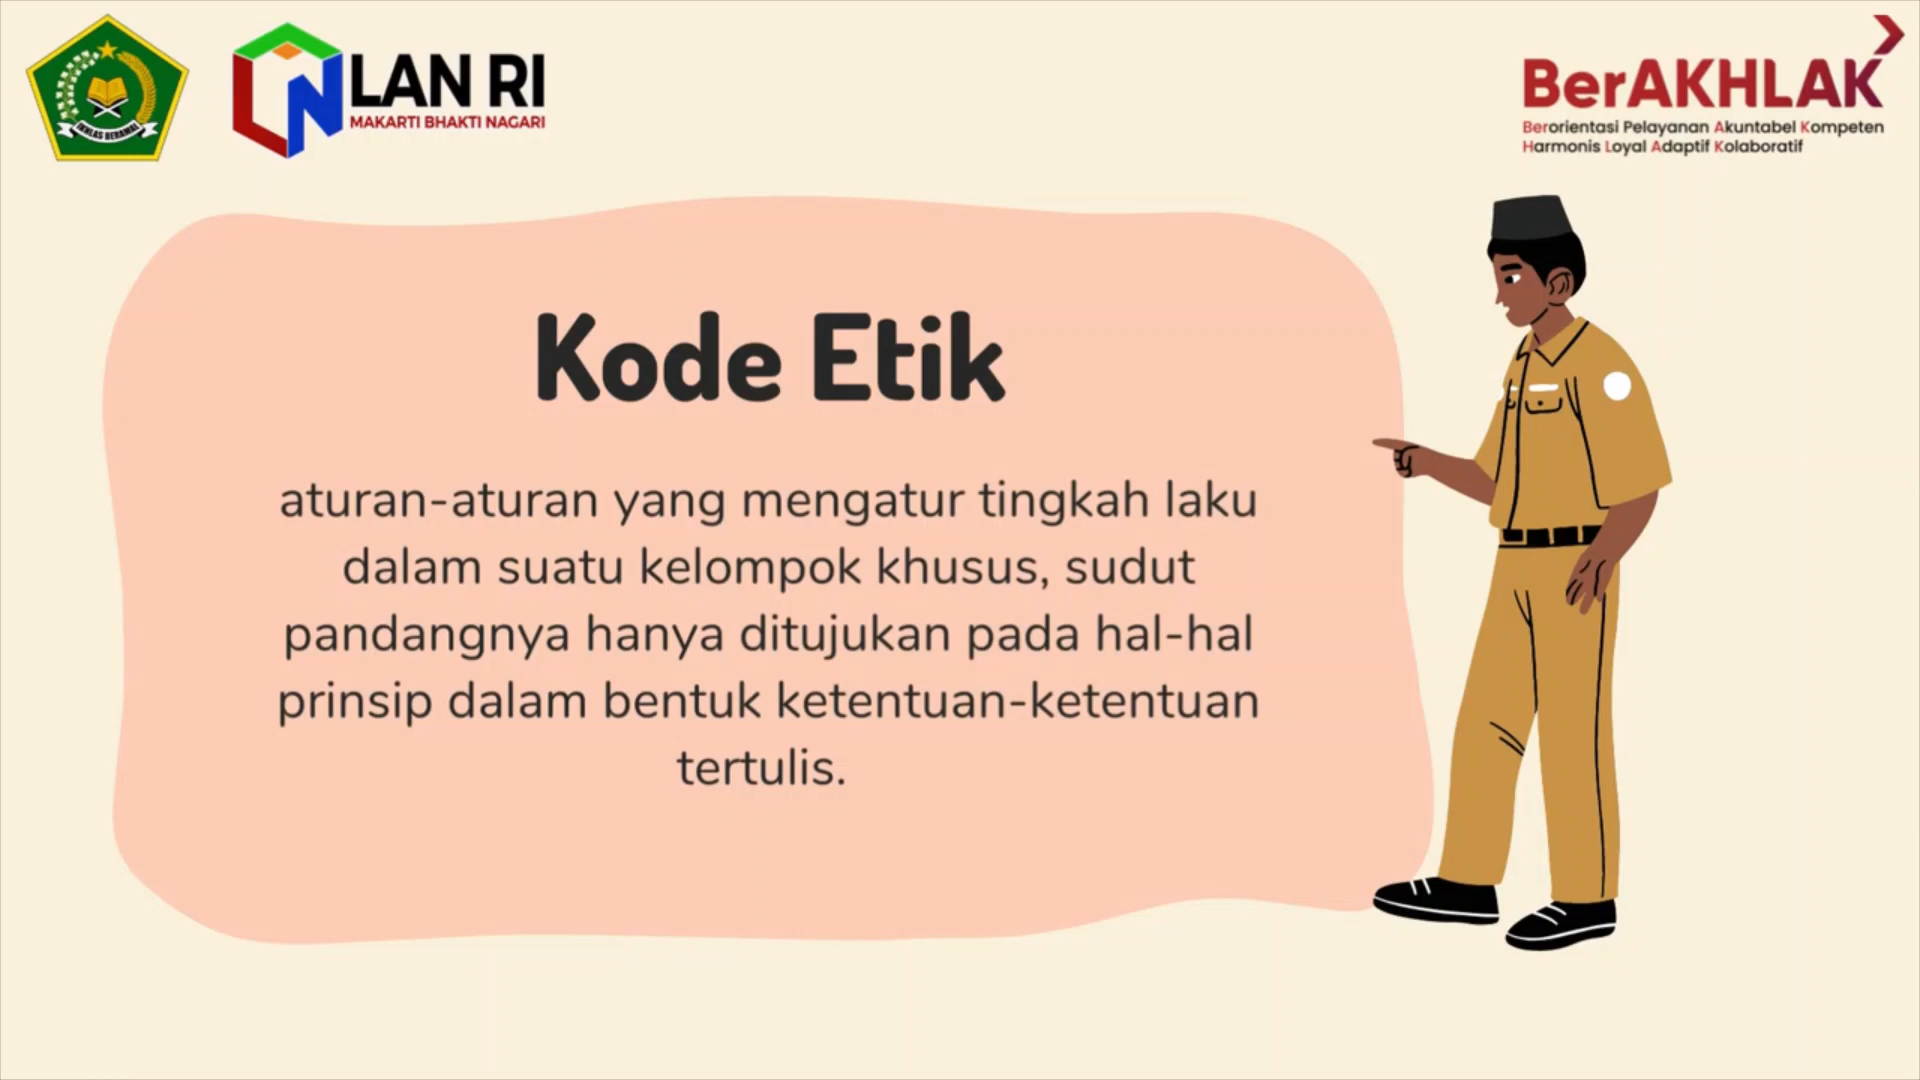 IKHLAS BERAMAL
LAN RI
MAKARTI BHAKTI NAGARI
BerAKHLAK
Berorientasi Pelayanan Akuntabel Kompeten
Harmonis Loyal Adaptif Kolaboratif
Kode Etik
aturan-aturan yang mengatur tingkah laku
dalam suatu kelompok khusus, sudut
pandangnya hanya ditujukan pada hal-hal
prinsip dalam bentuk ketentuan-ketentuan
tertulis.